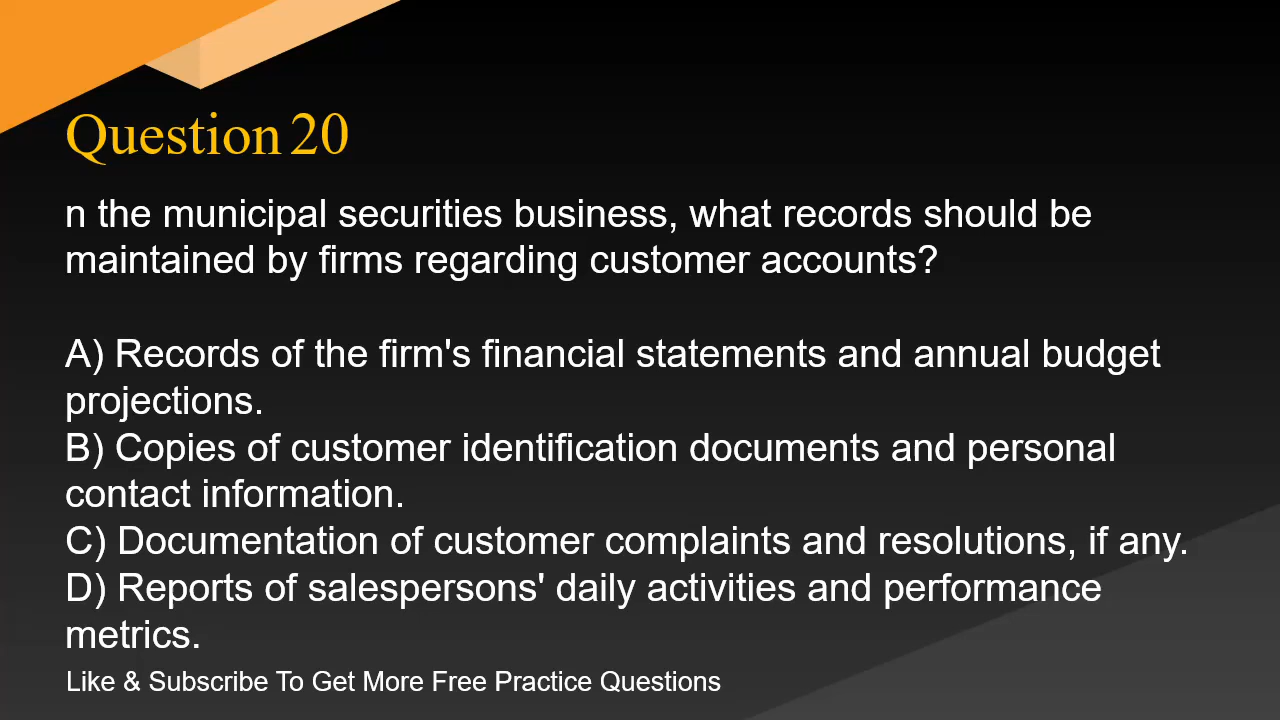 Question 20
n the municipal securities business, what records should be
maintained by firms regarding customer accounts?
A) Records of the firm's financial statements and annual budget
projections.
B) Copies of customer identification documents and personal
contact information.
C) Documentation of customer complaints and resolutions, if any.
D) Reports of salespersons' daily activities and performance
metrics.
Like & Subscribe To Get More Free Practice Questions